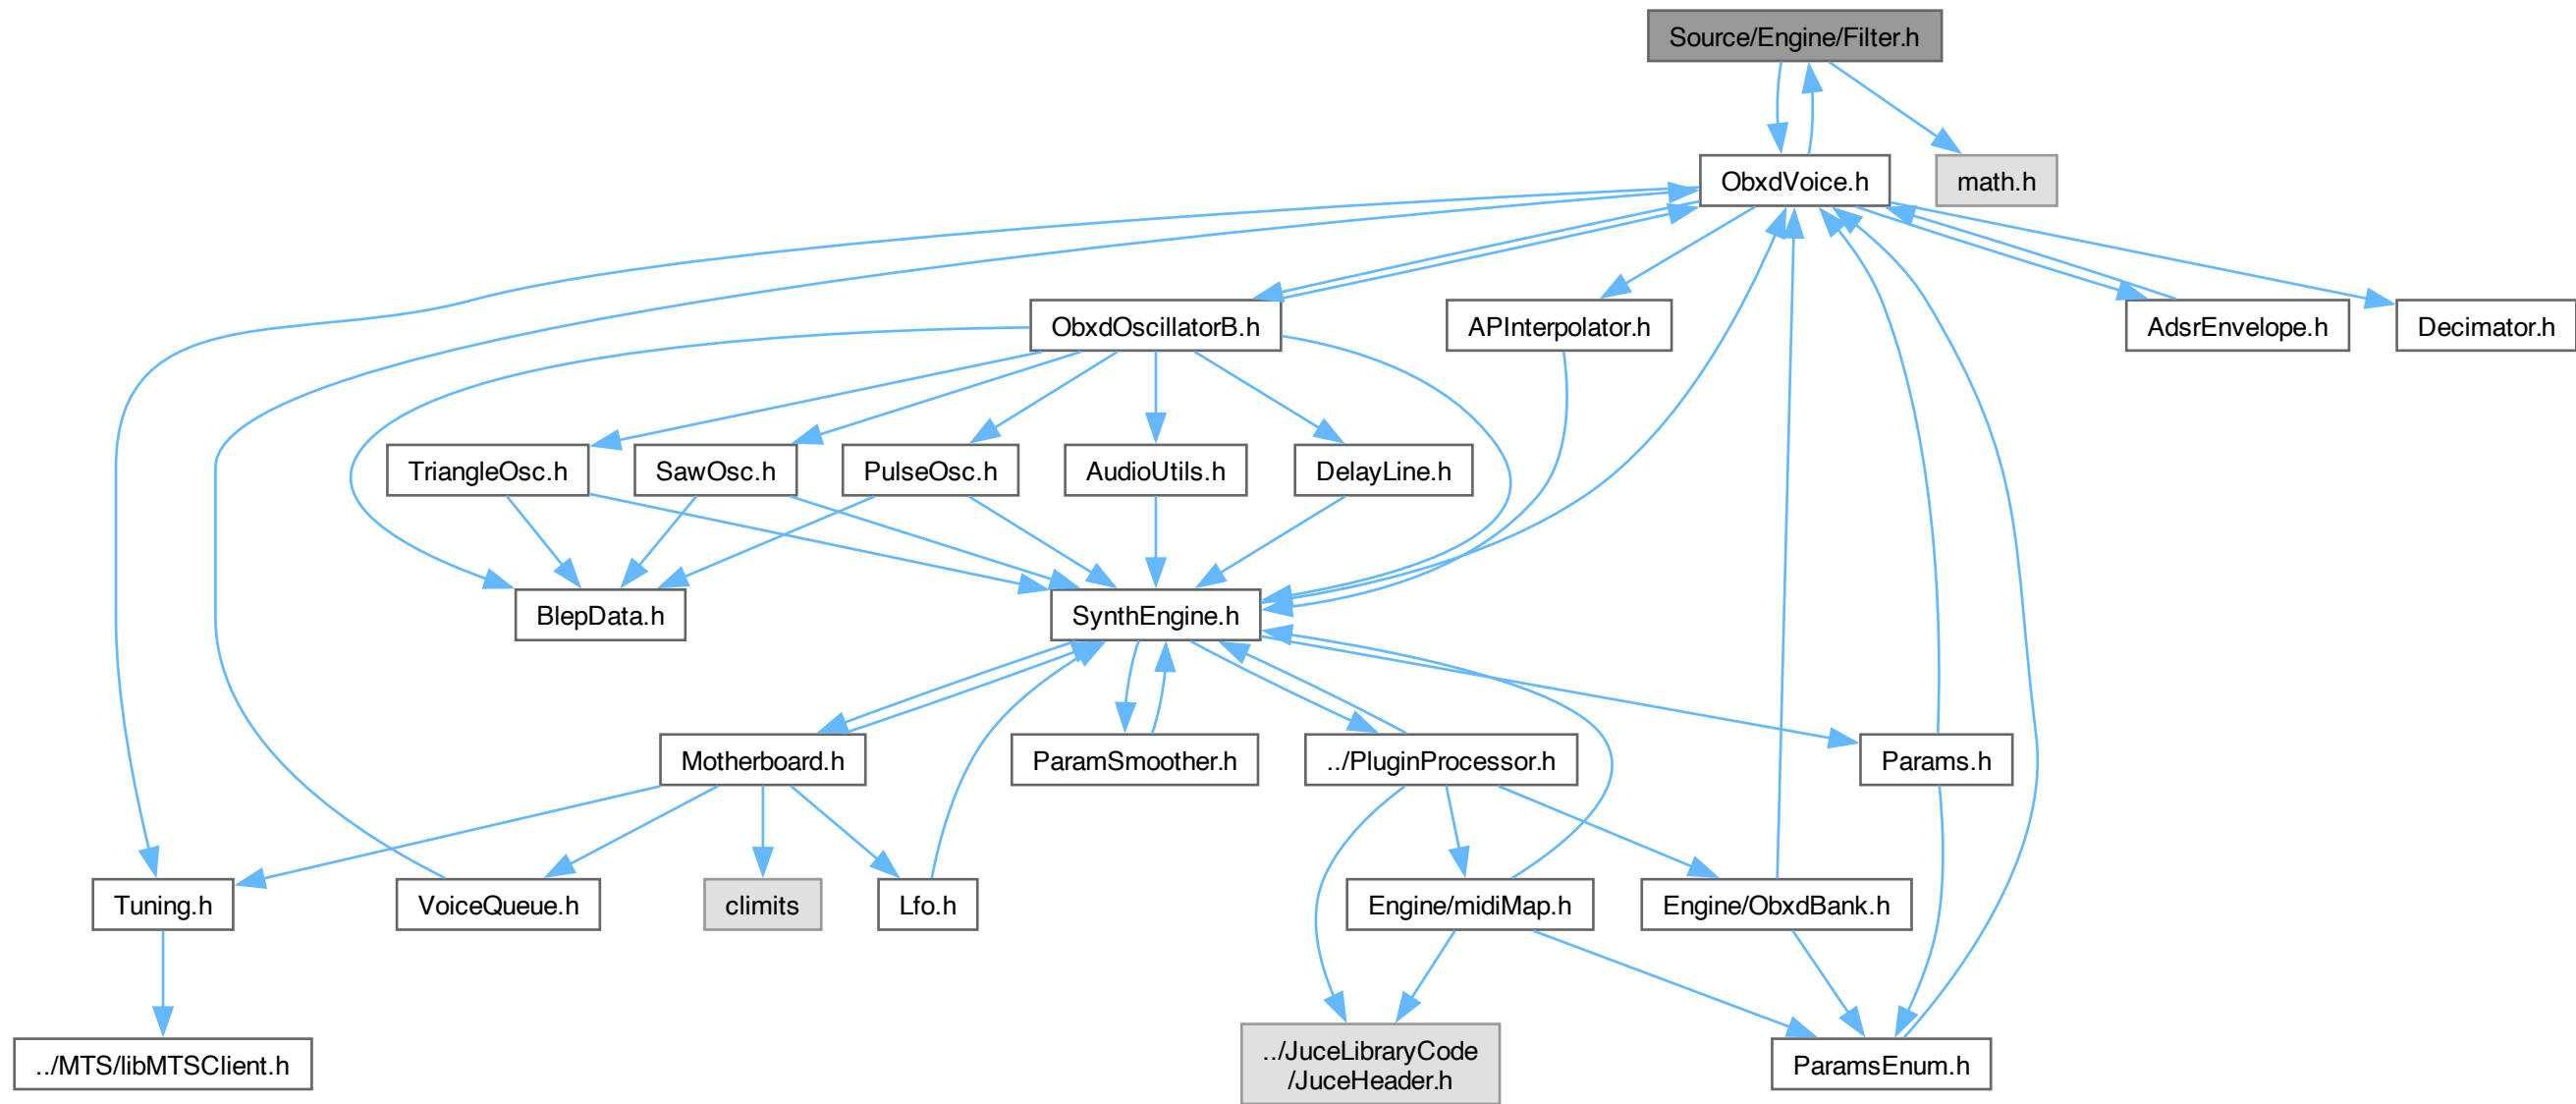 Source/Engine/Filter.h
ObxdVoice.h
math.h
ObxdOscillatorB.h
APInterpolator.h
AdsrEnvelope.h
Decimator.h
TriangleOsc.h
SawOsc.h
PulseOsc.h
AudioUtils.h
DelayLine.h
BlepData.h
SynthEngine.h
Motherboard.h
ParamSmoother.h
../PluginProcessor.h
Params.h
Tuning.h
VoiceQueue.h
climits
Lfo.h
Engine/midiMap.h
Engine/ObxdBank.h
../MTS/libMTSClient.h
../JuceLibraryCode
/JuceHeader.h
ParamsEnum.h